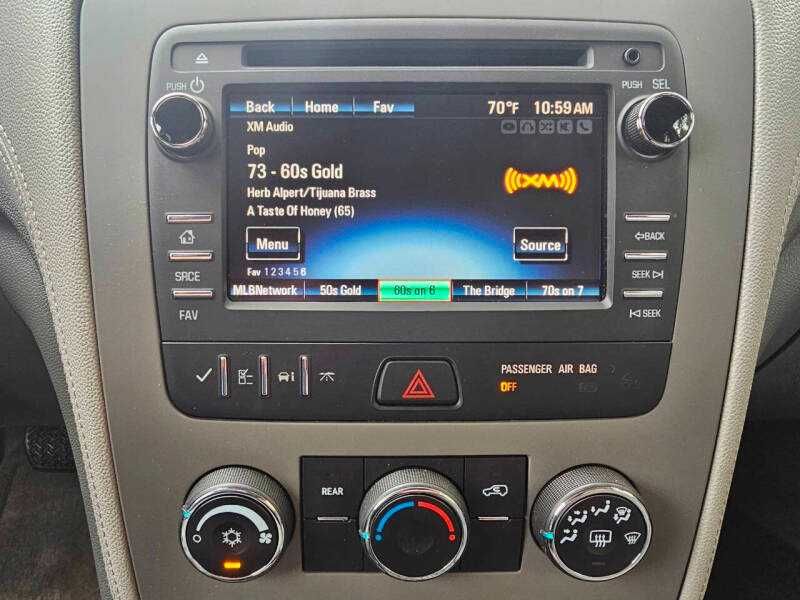 PUSH
PUSH SEL
Back Home Fav 70°F 10:59 AM
XM Audio
Pop
73 - 60s Gold
XM
Herb Alpert/Tijuana Brass
A Taste Of Honey (65)
Menu
Source
Fav 1 2 3 4 5 6
MLBNetwork 50s Gold 60s on 6 The Bridge 70s on 7
SRCE
FAV
BACK
SEEK
SEEK
PASSENGER AIR BAG
OFF
REAR